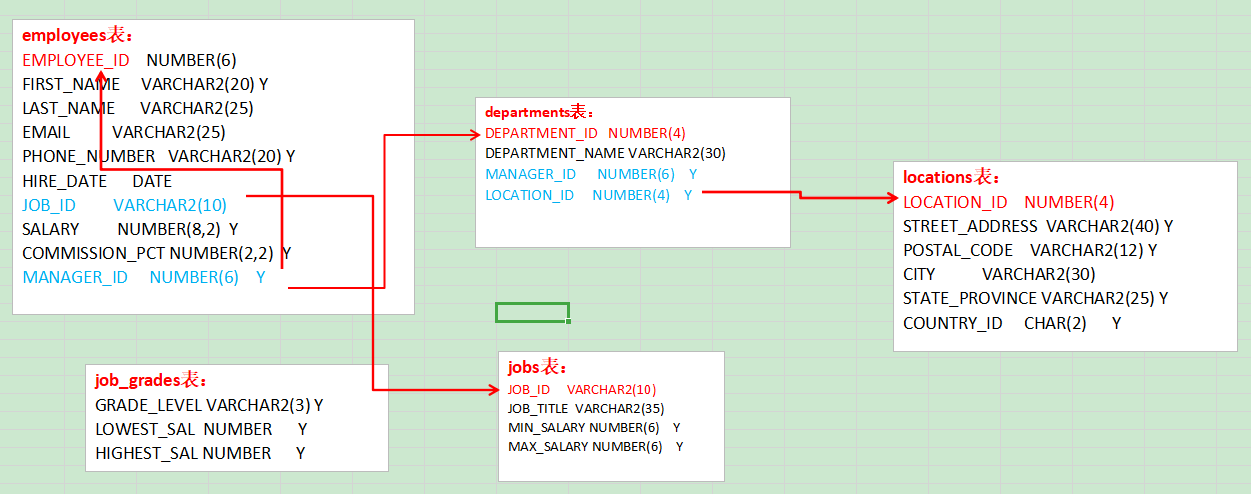 employees表：
EMPLOYEE_ID NUMBER(6)
FIRST_NAME VARCHAR2(20) Y
LAST_NAME VARCHAR2(25)
EMAIL VARCHAR2(25)
PHONE_NUMBER VARCHAR2(20) Y
HIRE_DATE DATE
JOB_ID VARCHAR2(10)
SALARY NUMBER(8,2) Y
COMMISSION_PCT NUMBER(2,2) Y
MANAGER_ID NUMBER(6) Y
departments表：
DEPARTMENT_ID NUMBER(4)
DEPARTMENT_NAME VARCHAR2(30)
MANAGER_ID NUMBER(6) Y
LOCATION_ID NUMBER(4) Y
locations表：
LOCATION_ID NUMBER(4)
STREET_ADDRESS VARCHAR2(40) Y
POSTAL_CODE VARCHAR2(12) Y
CITY VARCHAR2(30)
STATE_PROVINCE VARCHAR2(25) Y
COUNTRY_ID CHAR(2) Y
job_grades表：
GRADE_LEVEL VARCHAR2(3) Y
LOWEST_SAL NUMBER Y
HIGHEST_SAL NUMBER Y
jobs表：
JOB_ID VARCHAR2(10)
JOB_TITLE VARCHAR2(35)
MIN_SALARY NUMBER(6) Y
MAX_SALARY NUMBER(6) Y